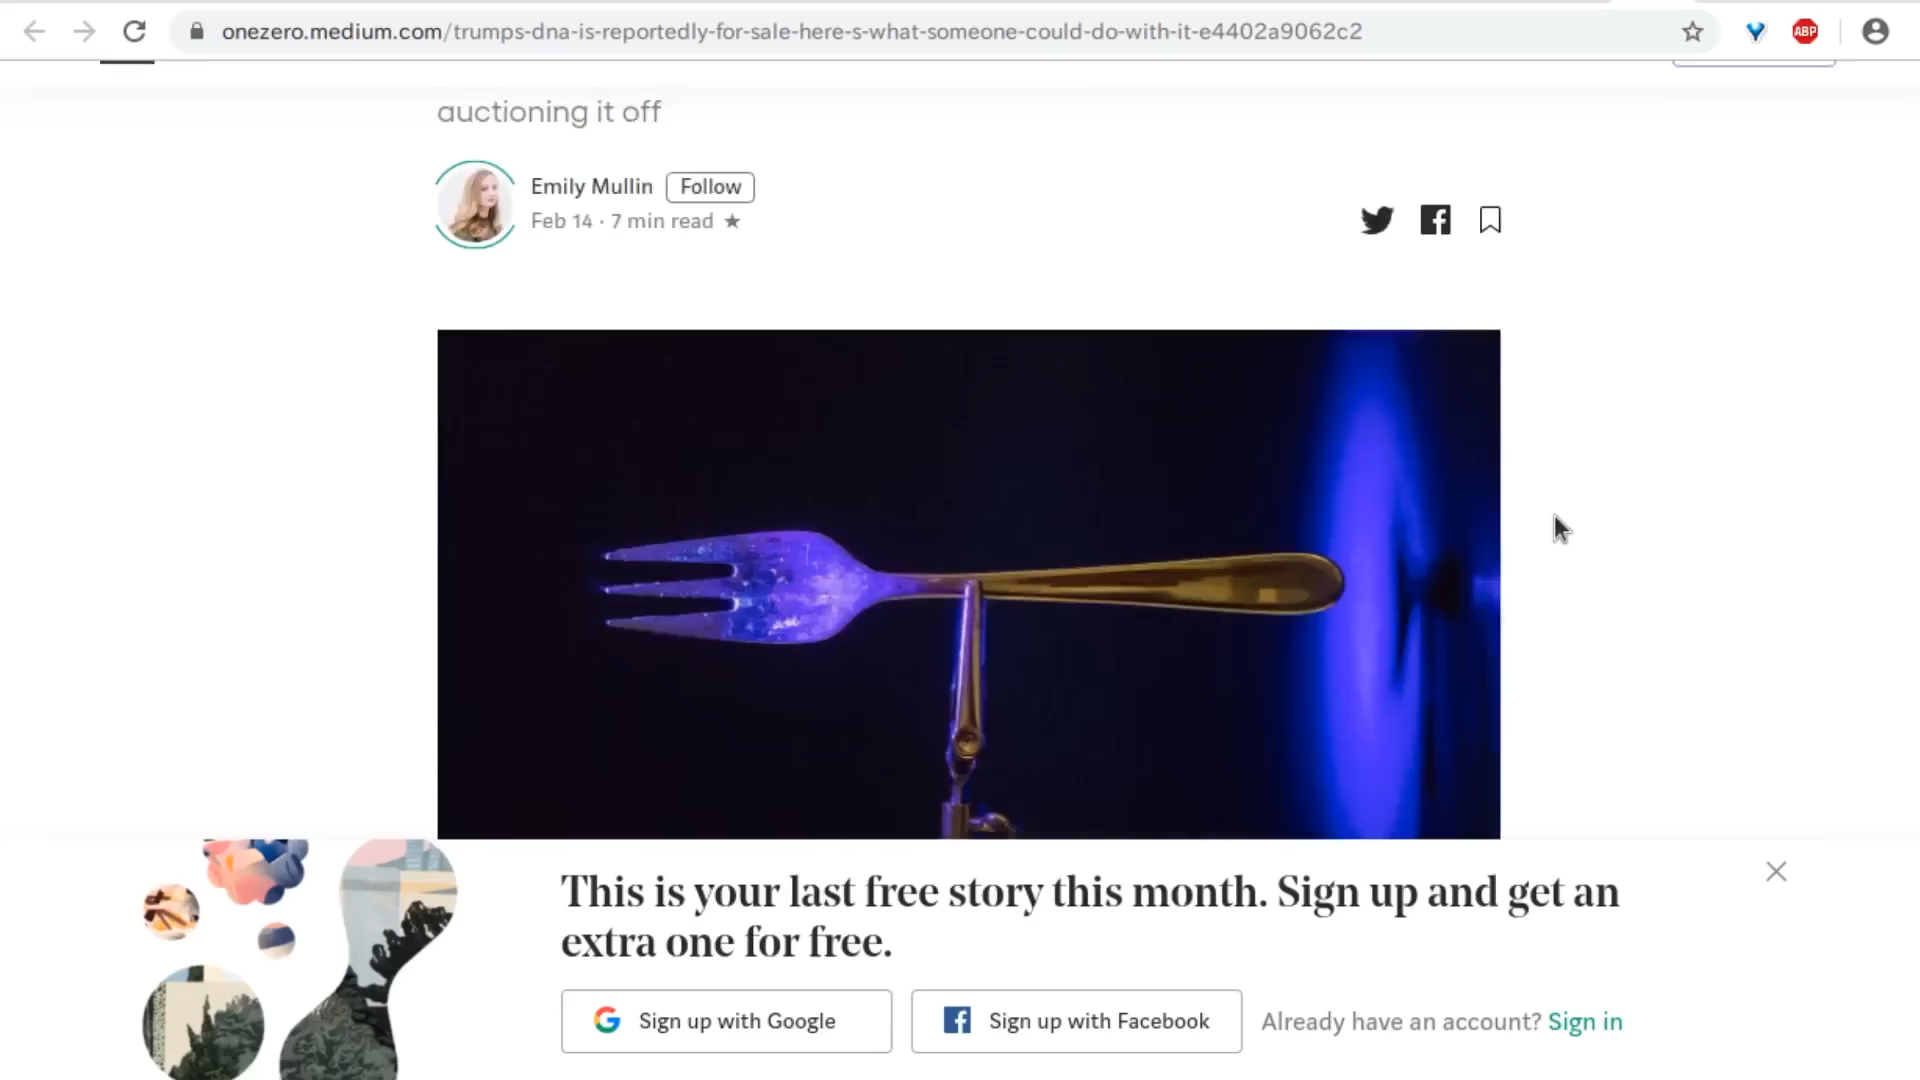 onezero.medium.com/trumps-dna-is-reportedly-for-sale-here-s-what-someone-could-do-with-it-e4402a9062c2
ABP
auctioning it off
Emily Mullin Follow
Feb 14 · 7 min read ★
This is your last free story this month. Sign up and get an
extra one for free.
Sign up with Google Sign up with Facebook Already have an account? Sign in